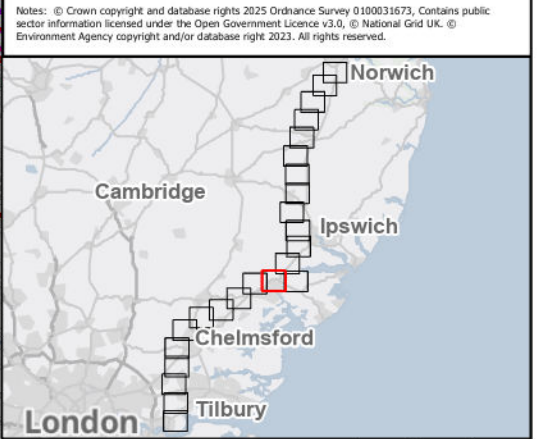 Notes: © Crown copyright and database rights 2025 Ordnance Survey 0100031673, Contains public
sector information licensed under the Open Government Licence v3.0, © National Grid UK. ©
Environment Agency copyright and/or database right 2023. All rights reserved.
Norwich
Cambridge
Ipswich
Chelmsford
Tilbury
London